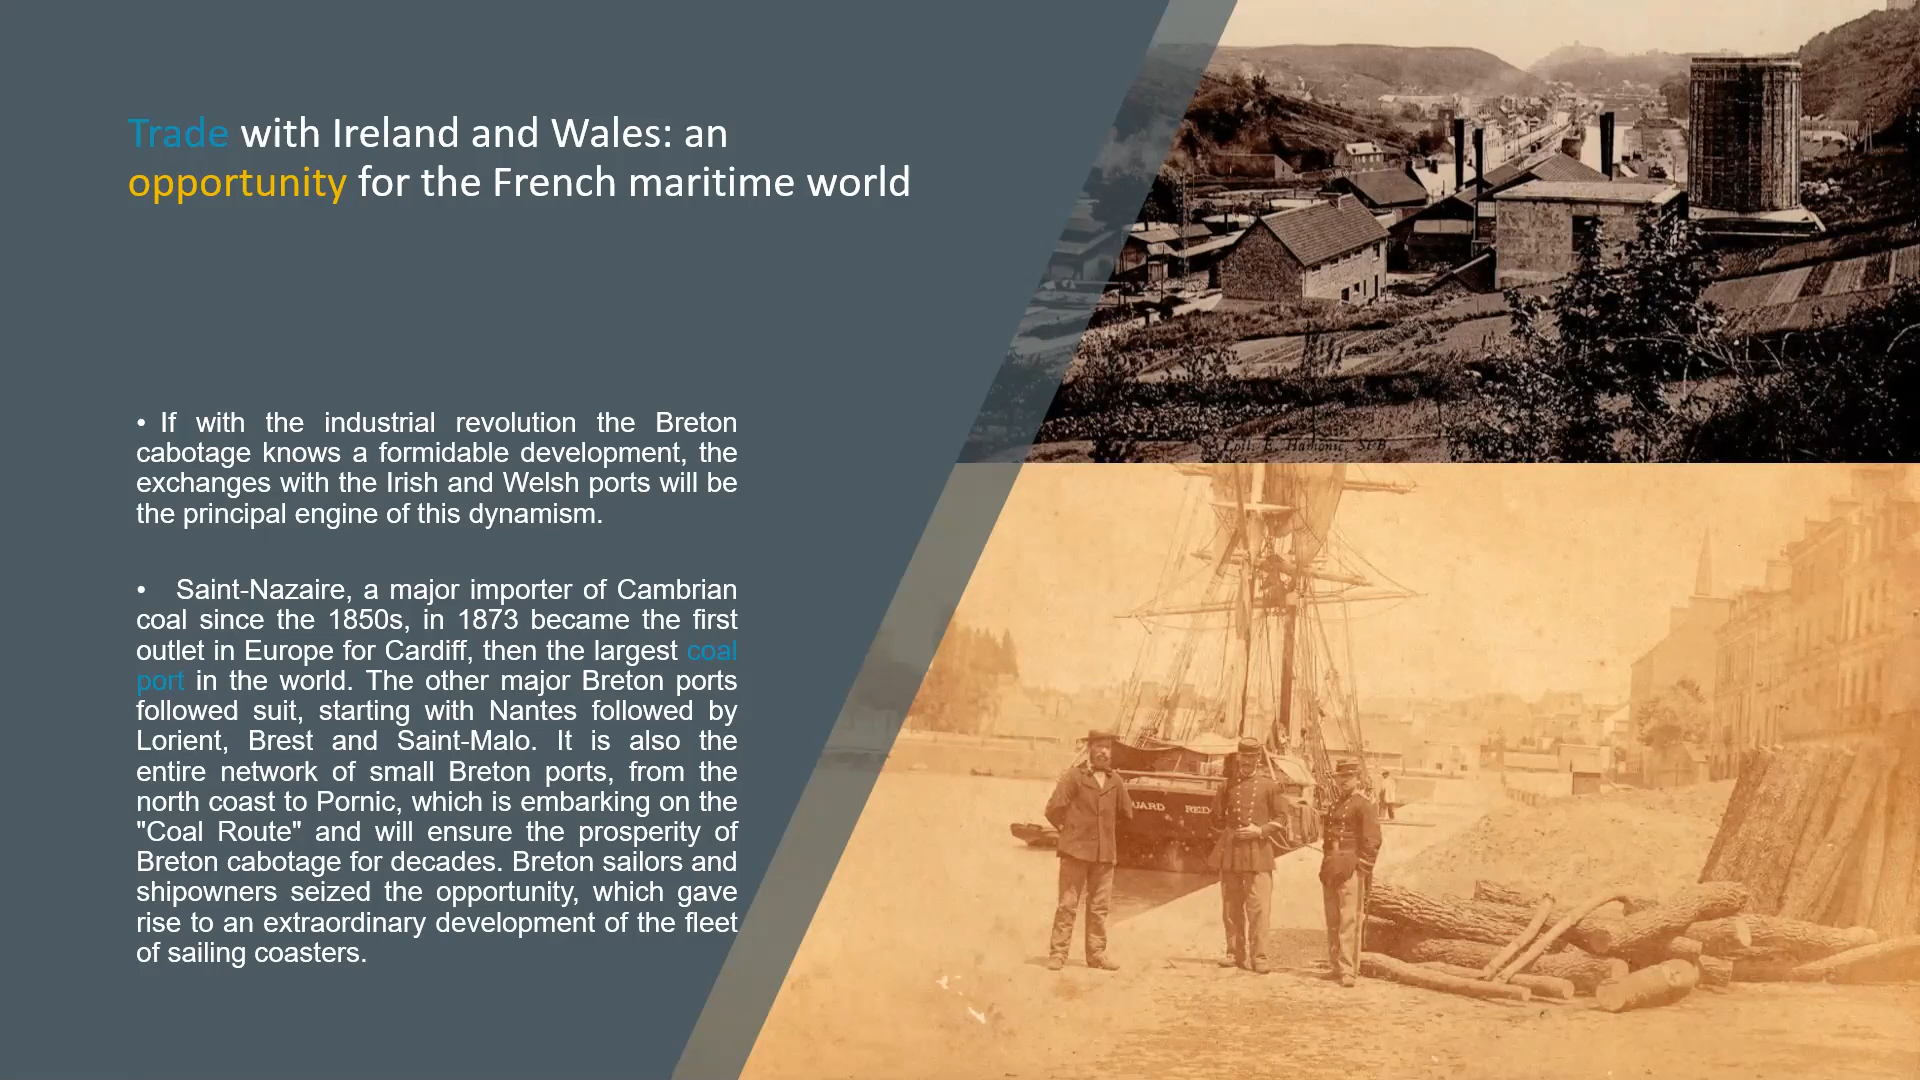 Trade with Ireland and Wales: an
opportunity for the French maritime world
• If with the industrial revolution the Breton
cabotage knows a formidable development, the
exchanges with the Irish and Welsh ports will be
the principal engine of this dynamism.
• Saint-Nazaire, a major importer of Cambrian
coal since the 1850s, in 1873 became the first
outlet in Europe for Cardiff, then the largest coal
port in the world. The other major Breton ports
followed suit, starting with Nantes followed by
Lorient, Brest and Saint-Malo. It is also the
entire network of small Breton ports, from the
north coast to Pornic, which is embarking on the
"Coal Route" and will ensure the prosperity of
Breton cabotage for decades. Breton sailors and
shipowners seized the opportunity, which gave
rise to an extraordinary development of the fleet
of sailing coasters.
Coll. E. Hamonic, St-B.
UARD RED